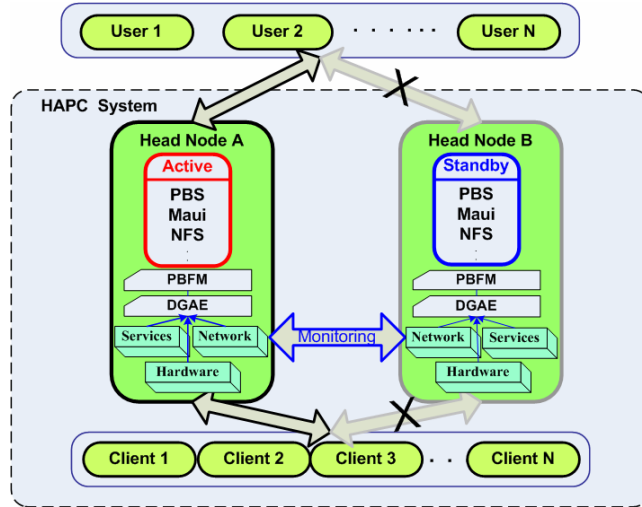 User 1 User 2 . . . . . . User N
HAPC System
Head Node A
Active
PBS
Maui
NFS
PBFM
DGAE
Services Network
Hardware
Monitoring
Head Node B
Standby
PBS
Maui
NFS
PBFM
DGAE
Network Services
Hardware
Client 1 Client 2 Client 3 . . Client N